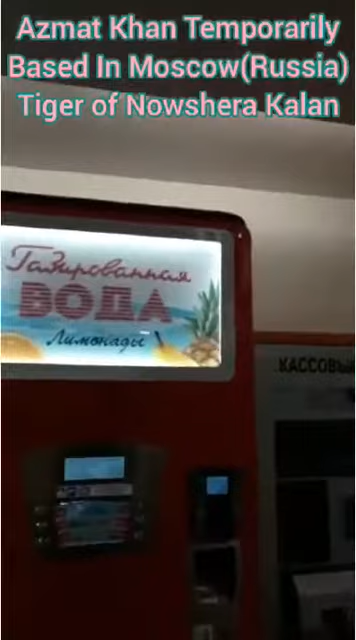 Azmat Khan Temporarily
Based In Moscow(Russia)
Tiger of Nowshera Kalan
Газированная
ВОДА
Лимонады
КАССОВЫ